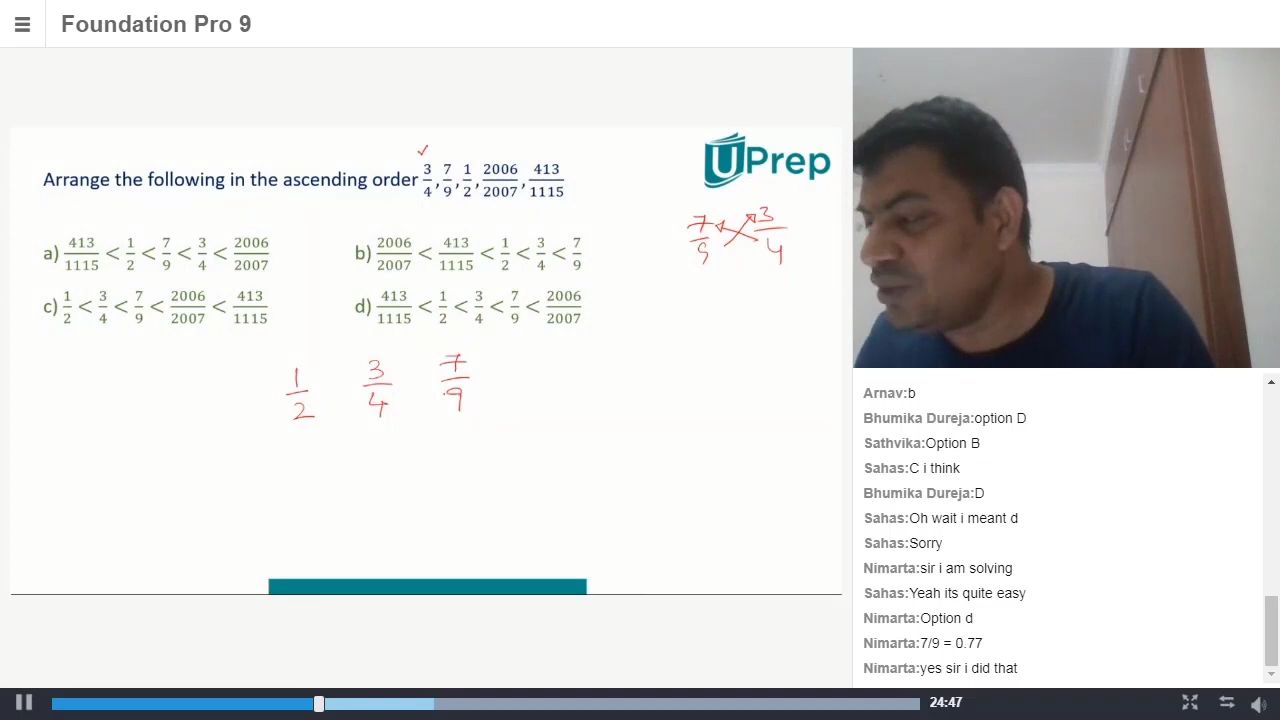 Foundation Pro 9
UPrep
Arrange the following in the ascending order 3/4, 7/9, 1/2, 2006/2007, 413/1115
a) 413/1115 < 1/2 < 7/9 < 3/4 < 2006/2007
b) 2006/2007 < 413/1115 < 1/2 < 3/4 < 7/9
c) 1/2 < 3/4 < 7/9 < 2006/2007 < 413/1115
d) 413/1115 < 1/2 < 3/4 < 7/9 < 2006/2007
7/9 3/4
1/2 3/4 7/9
Arnav:b
Bhumika Dureja:option D
Sathvika:Option B
Sahas:C i think
Bhumika Dureja:D
Sahas:Oh wait i meant d
Sahas:Sorry
Nimarta:sir i am solving
Sahas:Yeah its quite easy
Nimarta:Option d
Nimarta:7/9 = 0.77
Nimarta:yes sir i did that
24:47